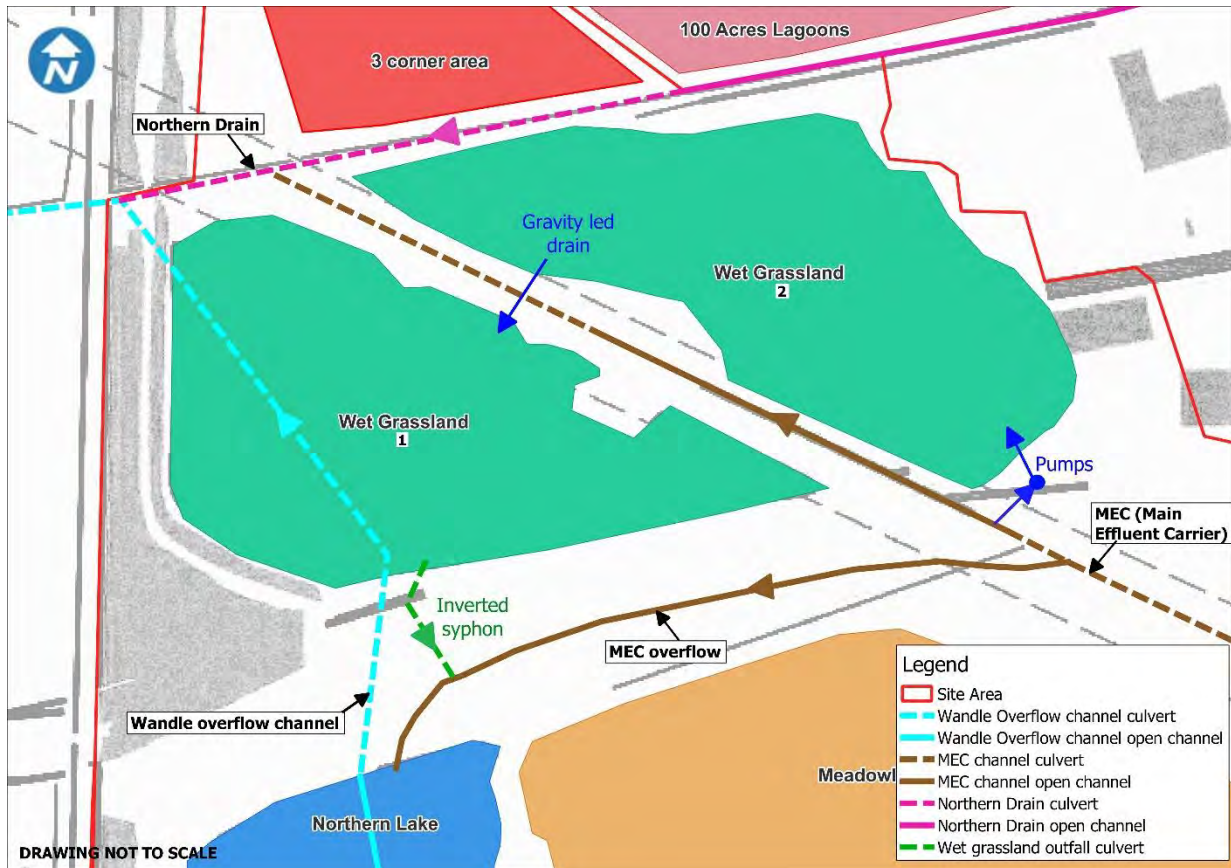 N
100 Acres Lagoons
3 corner area
Northern Drain
Gravity led
drain
Wet Grassland
2
Wet Grassland
1
Pumps
MEC (Main
Effluent Carrier)
Inverted
syphon
MEC overflow
Wandle overflow channel
Meadowl
Northern Lake
DRAWING NOT TO SCALE
Legend
Site Area
Wandle Overflow channel culvert
Wandle Overflow channel open channel
MEC channel culvert
MEC channel open channel
Northern Drain culvert
Northern Drain open channel
Wet grassland outfall culvert